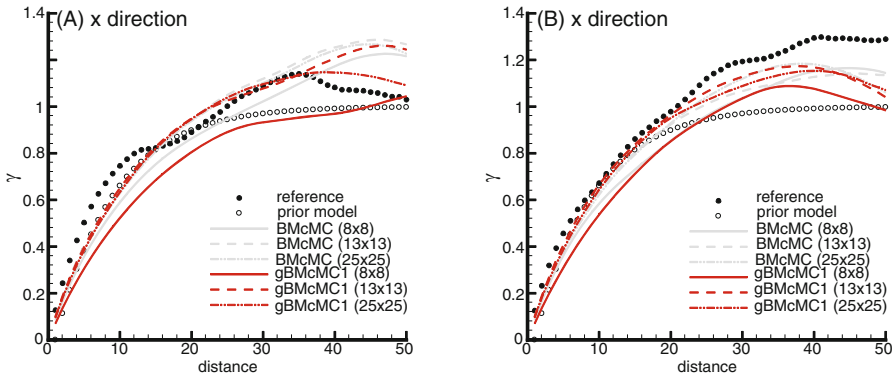 (A) x direction
1.4
1.2
1
0.8
0.6
0.4
0.2
0
γ
reference
prior model
BMcMC (8x8)
BMcMC (13x13)
BMcMC (25x25)
gBMcMC1 (8x8)
gBMcMC1 (13x13)
gBMcMC1 (25x25)
0 10 20 30 40 50
distance
(B) x direction
1.4
1.2
1
0.8
0.6
0.4
0.2
0
γ
reference
prior model
BMcMC (8x8)
BMcMC (13x13)
BMcMC (25x25)
gBMcMC1 (8x8)
gBMcMC1 (13x13)
gBMcMC1 (25x25)
0 10 20 30 40 50
distance